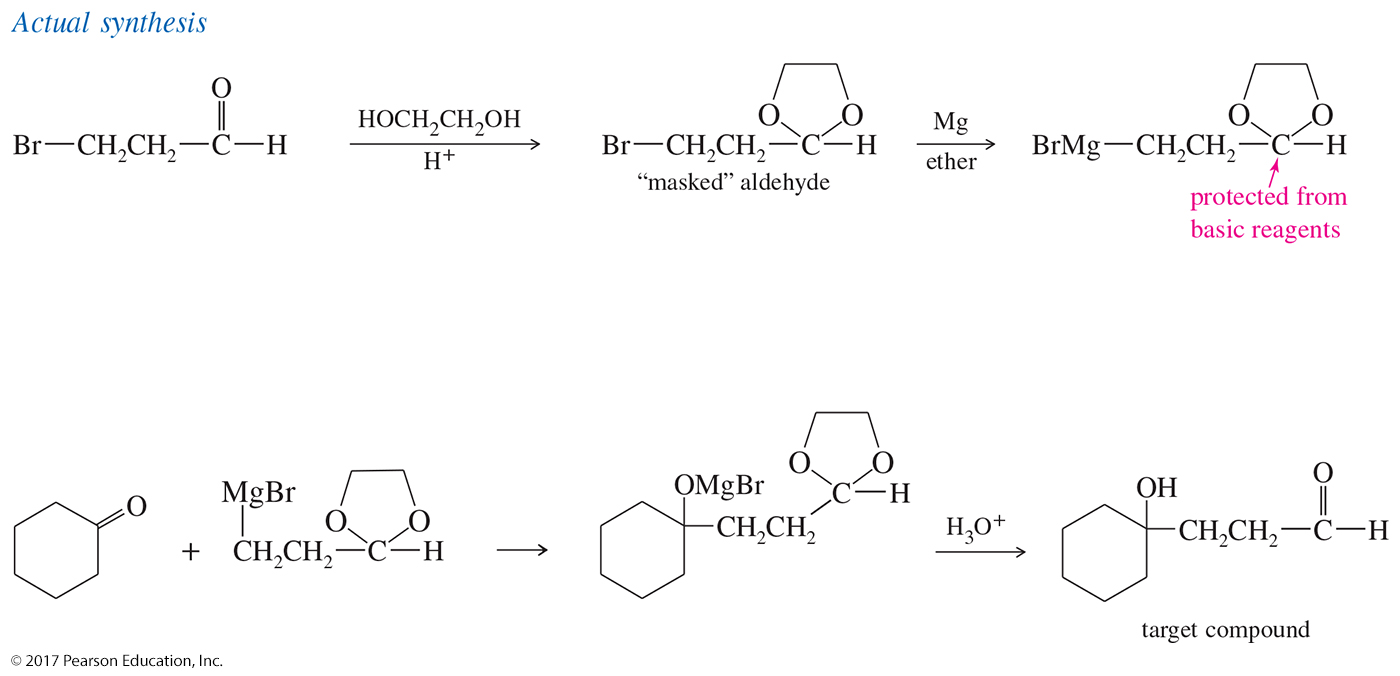 Actual synthesis
O
Br—CH₂CH₂—C—H
HOCH₂CH₂OH
H⁺
O O
Br—CH₂CH₂—C—H
“masked” aldehyde
Mg
ether
O O
BrMg—CH₂CH₂—C—H
protected from
basic reagents
O
+
MgBr
O O
CH₂CH₂—C—H
O O
C—H
OMgBr
—CH₂CH₂
H₃O⁺
O
OH
—CH₂CH₂—C—H
target compound
© 2017 Pearson Education, Inc.